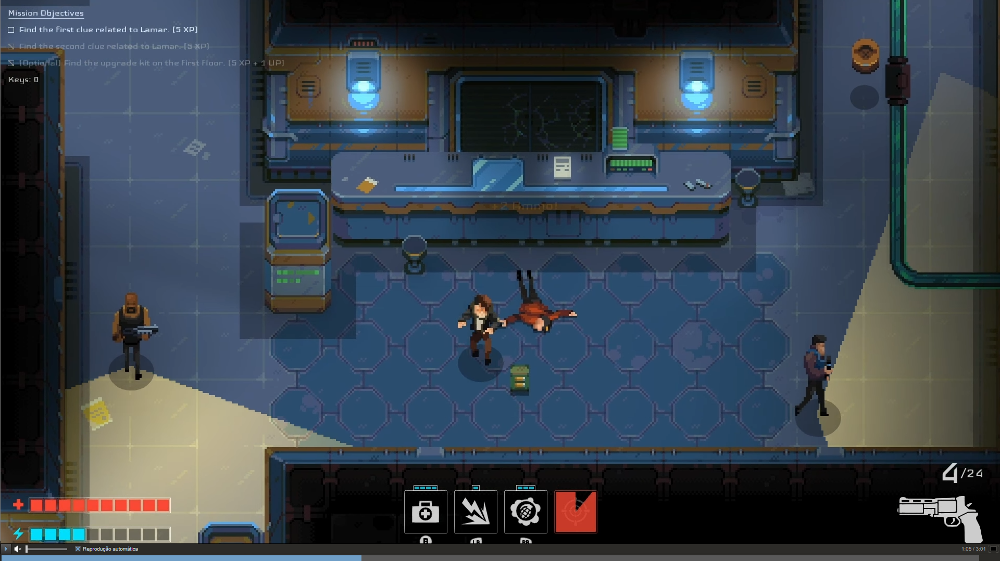 Mission Objectives
Find the first clue related to Lamar. [5 XP]
Find the second clue related to Lamar. [5 XP]
[Optional] Find the upgrade kit on the first floor. [5 XP + 1 UP]
Keys: 0
+2 Ammo!
4/24
B
LB
RB
Reprodução automática
1:05 / 3:01